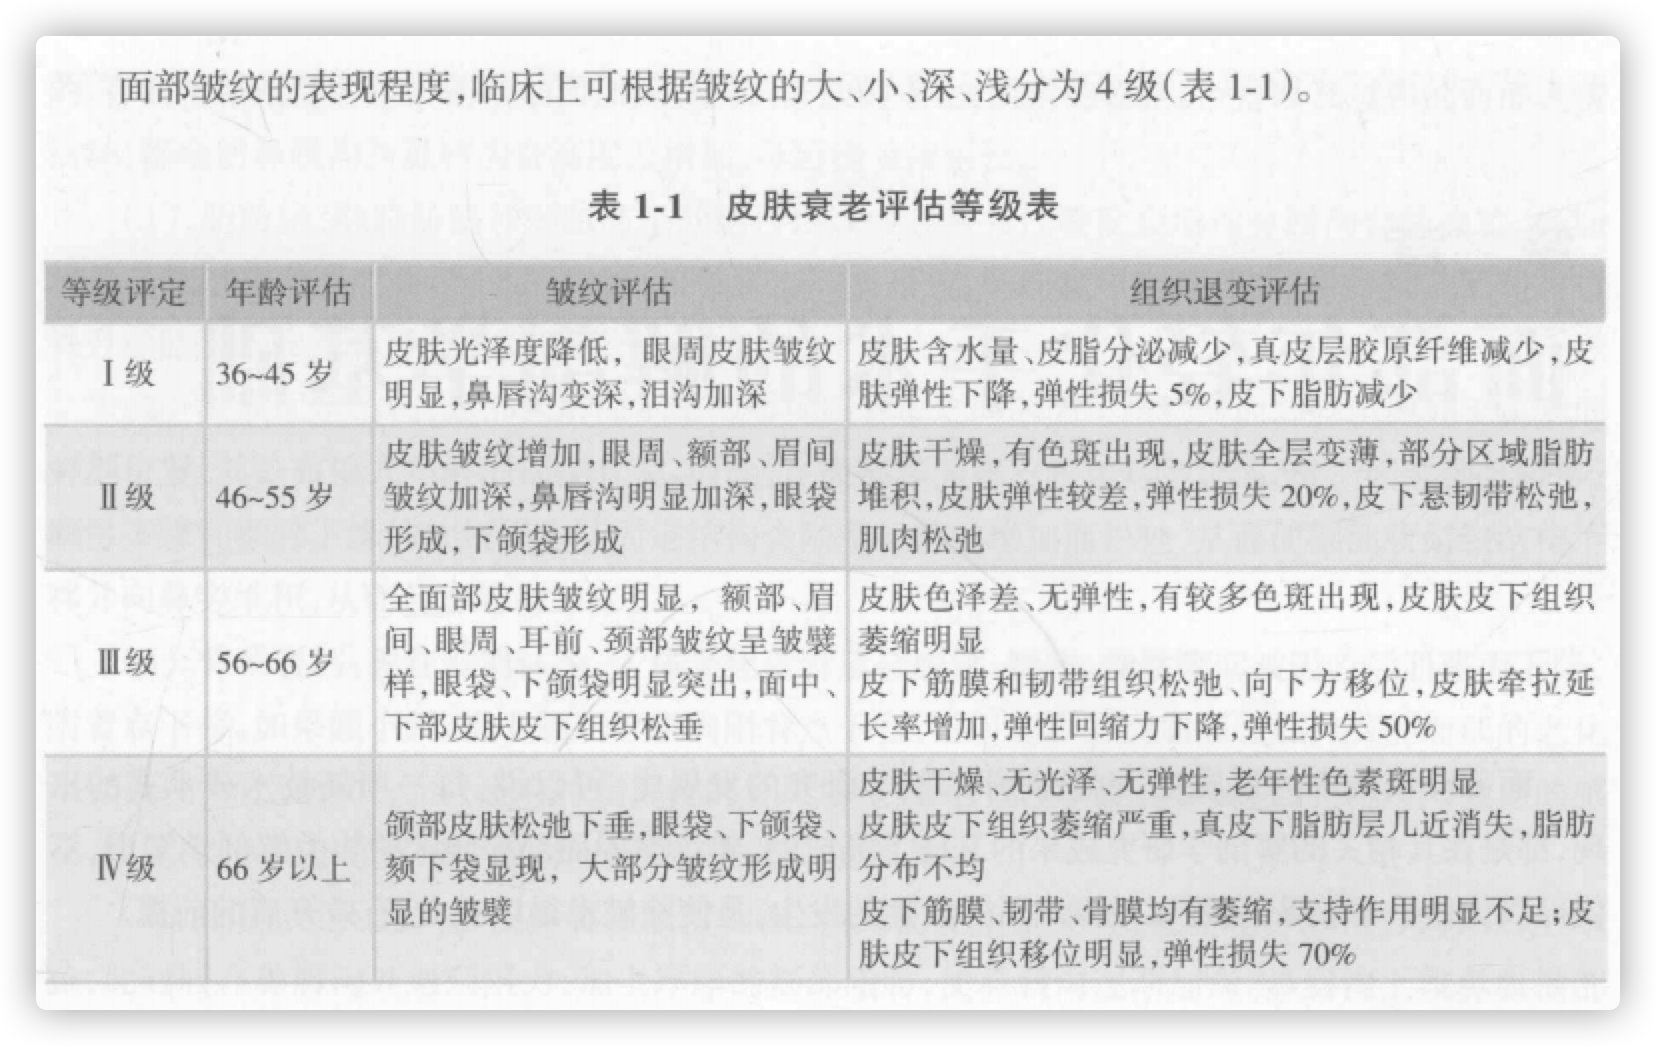 面部皱纹的表现程度,临床上可根据皱纹的大、小、深、浅分为 4 级(表 1-1)。
表 1-1 皮肤衰老评估等级表
等级评定 年龄评估 皱纹评估 组织退变评估
Ⅰ级 36~45 岁
皮肤光泽度降低, 眼周皮肤皱纹
明显,鼻唇沟变深,泪沟加深
皮肤含水量、皮脂分泌减少,真皮层胶原纤维减少,皮
肤弹性下降,弹性损失 5%,皮下脂肪减少
Ⅱ级 46~55 岁
皮肤皱纹增加,眼周、额部、眉间
皱纹加深,鼻唇沟明显加深,眼袋
形成,下颌袋形成
皮肤干燥,有色斑出现,皮肤全层变薄,部分区域脂肪
堆积,皮肤弹性较差,弹性损失 20%,皮下悬韧带松弛,
肌肉松弛
Ⅲ级 56~66 岁
全面部皮肤皱纹明显, 额部、眉
间、眼周、耳前、颈部皱纹呈皱襞
样,眼袋、下颌袋明显突出,面中、
下部皮肤皮下组织松垂
皮肤色泽差、无弹性,有较多色斑出现,皮肤皮下组织
萎缩明显
皮下筋膜和韧带组织松弛、向下方移位,皮肤牵拉延
长率增加,弹性回缩力下降,弹性损失 50%
Ⅳ级 66 岁以上
颌部皮肤松弛下垂,眼袋、下颌袋、
颏下袋显现, 大部分皱纹形成明
显的皱襞
皮肤干燥、无光泽、无弹性,老年性色素斑明显
皮肤皮下组织萎缩严重,真皮下脂肪层几近消失,脂肪
分布不均
皮下筋膜、韧带、骨膜均有萎缩,支持作用明显不足;皮
肤皮下组织移位明显,弹性损失 70%